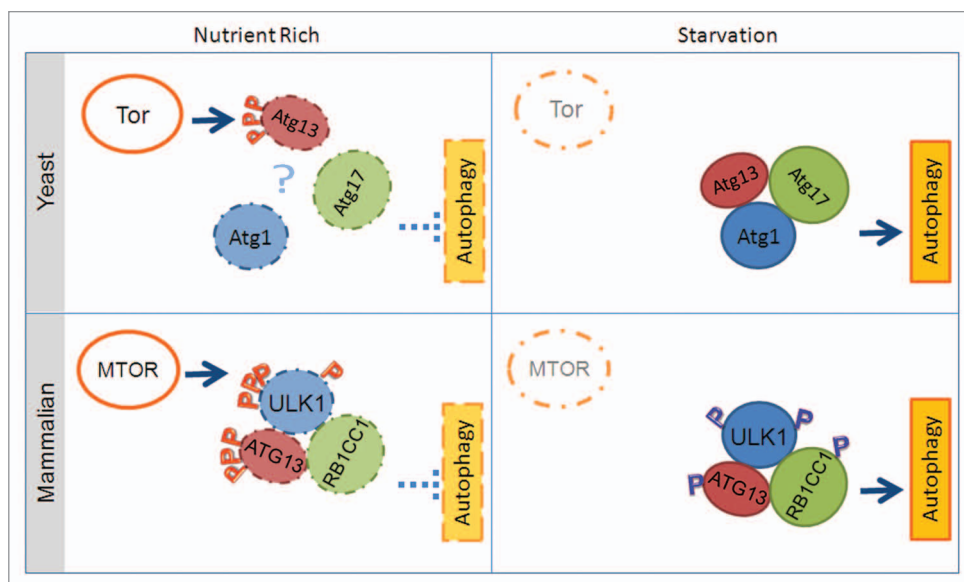 Nutrient Rich
Starvation
Yeast
Tor
PPP
Atg13
?
Atg17
Atg1
Autophagy
Tor
Atg13
Atg17
Atg1
Autophagy
Mammalian
MTOR
PPP
P
ULK1
PPP
ATG13
RB1CC1
Autophagy
MTOR
P
P
ULK1
P
P
ATG13
RB1CC1
Autophagy